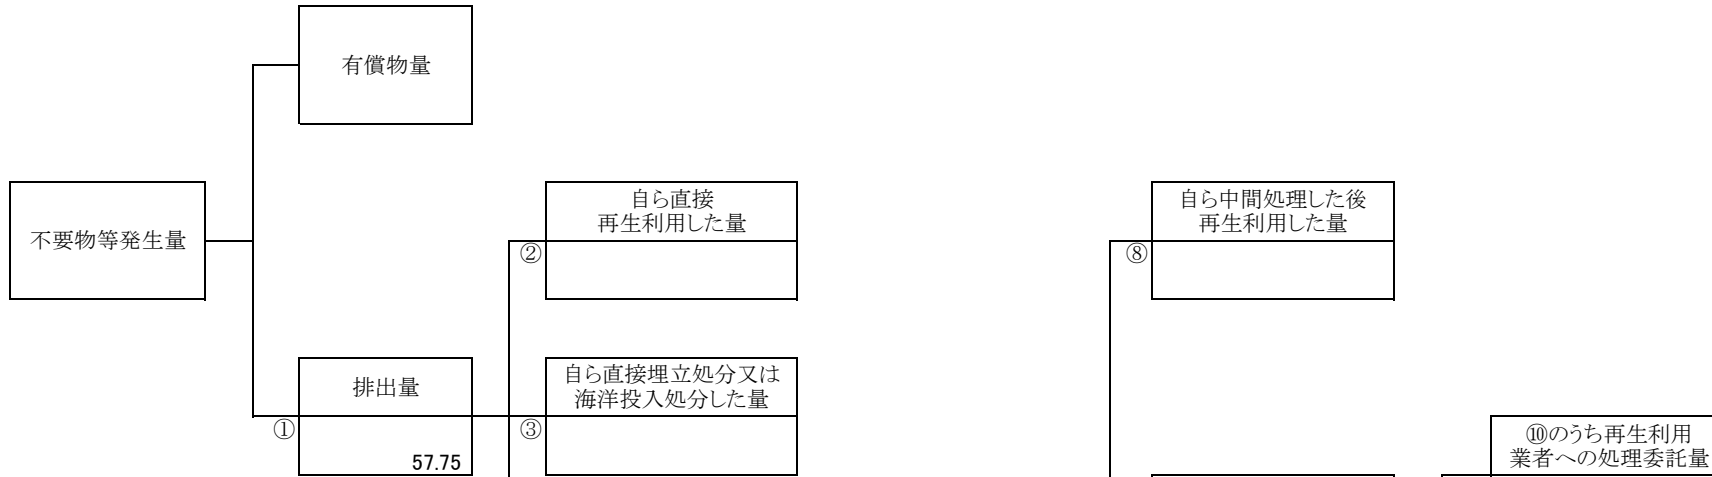 有償物量
不要物等発生量
自ら直接
再生利用した量
②
自ら中間処理した後
再生利用した量
⑧
排出量
①
57.75
自ら直接埋立処分又は
海洋投入処分した量
③
⑩のうち再生利用
業者への処理委託量